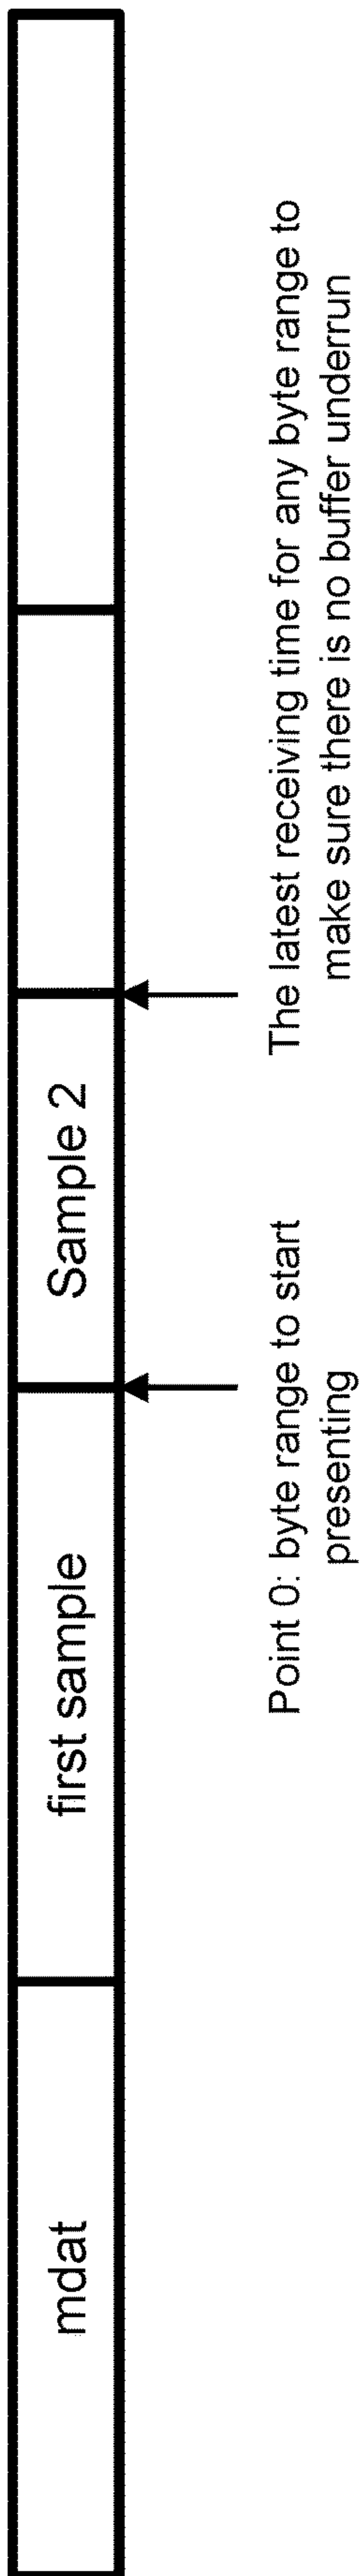 mdat
first sample
Sample 2
Point 0: byte range to start
presenting
The latest receiving time for any byte range to
make sure there is no buffer underrun